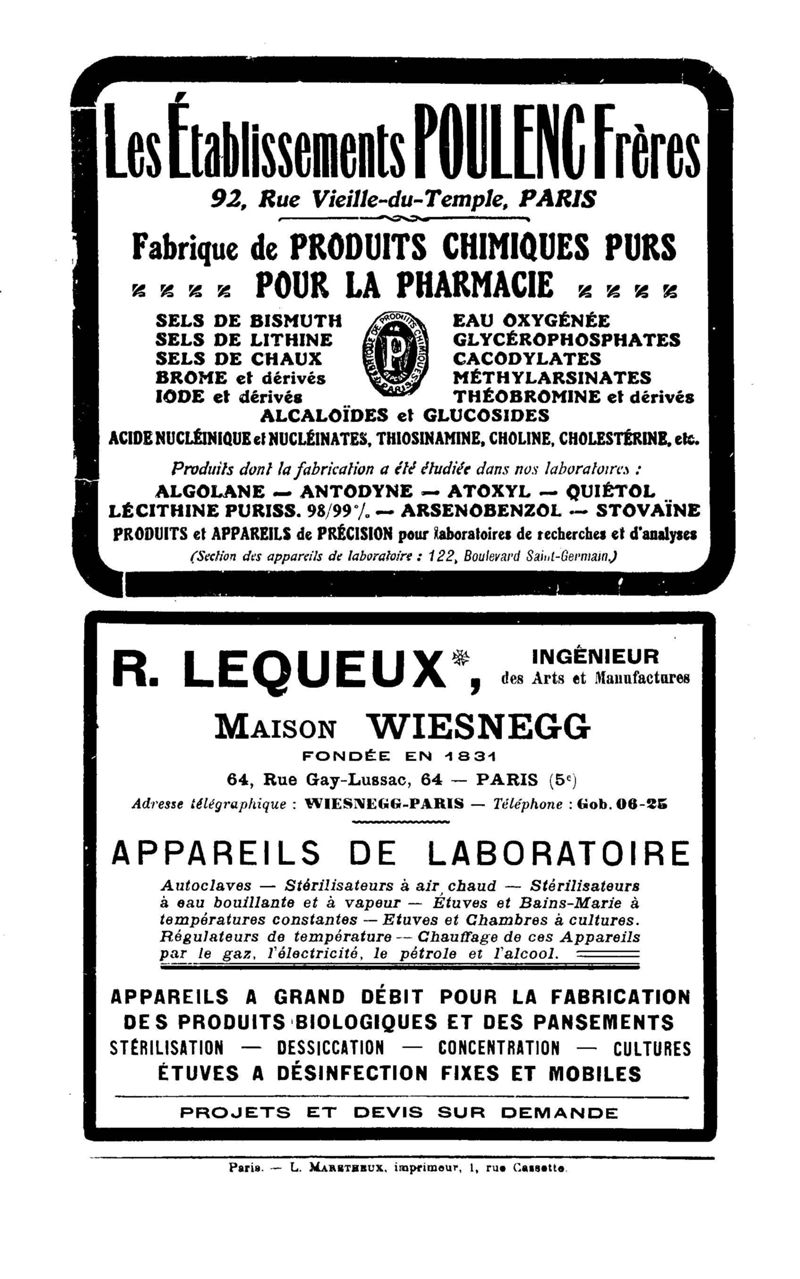 Les Établissements POULENC Frères
92, Rue Vieille-du-Temple, PARIS
Fabrique de PRODUITS CHIMIQUES PURS
POUR LA PHARMACIE
SELS DE BISMUTH
SELS DE LITHINE
SELS DE CHAUX
BROME et dérivés
IODE et dérivés
FABRIQUE DE PRODUITS CHIMIQUES
P
PARIS
EAU OXYGÉNÉE
GLYCÉROPHOSPHATES
CACODYLATES
MÉTHYLARSINATES
THÉOBROMINE et dérivés
ALCALOÏDES et GLUCOSIDES
ACIDE NUCLÉINIQUE et NUCLÉINATES, THIOSINAMINE, CHOLINE, CHOLESTÉRINE, etc.
Produits dont la fabrication a été étudiée dans nos laboratoires :
ALGOLANE — ANTODYNE — ATOXYL — QUIÉTOL
LÉCITHINE PURISS. 98/99 % — ARSENOBENZOL — STOVAÏNE
PRODUITS et APPAREILS de PRÉCISION pour laboratoires de recherches et d'analyses
(Section des appareils de laboratoire : 122, Boulevard Saint-Germain.)
R. LEQUEUX*, INGÉNIEUR
des Arts et Manufactures
MAISON WIESNEGG
FONDÉE EN 1831
64, Rue Gay-Lussac, 64 — PARIS (5e)
Adresse télégraphique : WIESNEGG-PARIS — Téléphone : Gob. 06-25
APPAREILS DE LABORATOIRE
Autoclaves — Stérilisateurs à air chaud — Stérilisateurs
à eau bouillante et à vapeur — Étuves et Bains-Marie à
températures constantes — Etuves et Chambres à cultures.
Régulateurs de température — Chauffage de ces Appareils
par le gaz, l'électricité, le pétrole et l'alcool.
APPAREILS A GRAND DÉBIT POUR LA FABRICATION
DES PRODUITS BIOLOGIQUES ET DES PANSEMENTS
STÉRILISATION — DESSICCATION — CONCENTRATION — CULTURES
ÉTUVES A DÉSINFECTION FIXES ET MOBILES
PROJETS ET DEVIS SUR DEMANDE
Paris. — L. MARETHEUX, imprimeur, 1, rue Cassette.